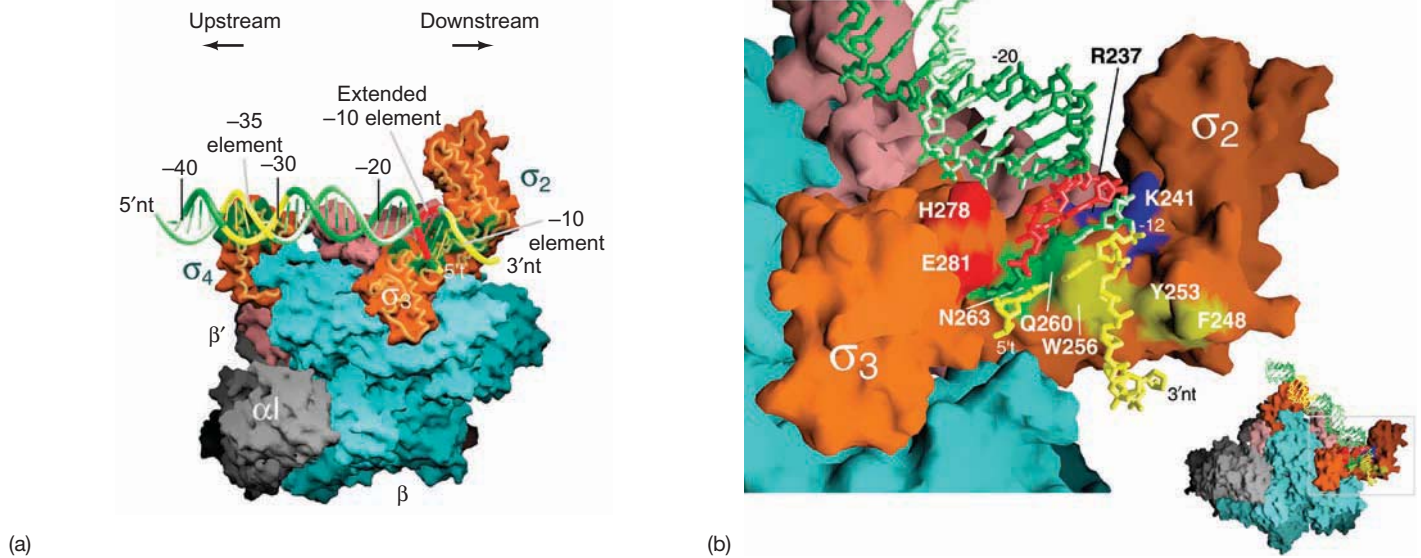 Upstream
Downstream
Extended
–10 element
–35
element
–40
–30
–20
σ2
5′nt
–10
element
3′nt
σ4
5′t
σ3
β′
αI
β
(a)
-20
R237
σ2
H278
K241
-12
E281
Y253
N263
Q260
F248
W256
5′t
σ3
3′nt
(b)